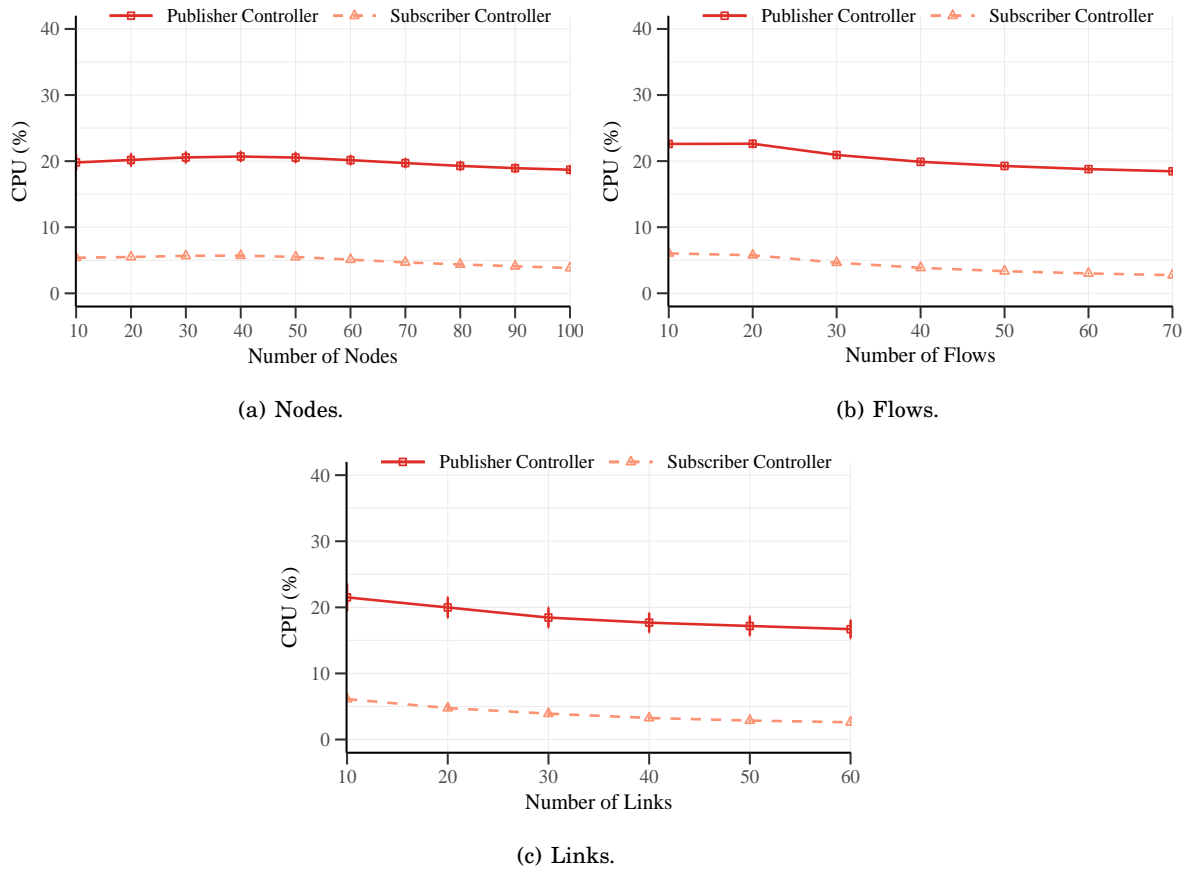 Publisher Controller Subscriber Controller
40
30
20
10
0
CPU (%)
10 20 30 40 50 60 70 80 90 100
Number of Nodes
(a) Nodes.
Publisher Controller Subscriber Controller
40
30
20
10
0
CPU (%)
10 20 30 40 50 60 70
Number of Flows
(b) Flows.
Publisher Controller Subscriber Controller
40
30
20
10
0
CPU (%)
10 20 30 40 50 60
Number of Links
(c) Links.